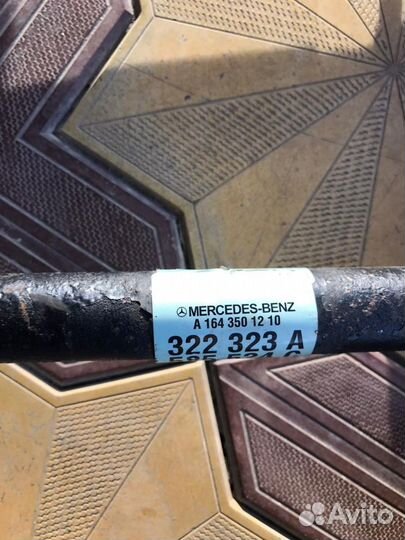 MERCEDES-BENZ
A 164 350 12 10
322 323 A
Avito